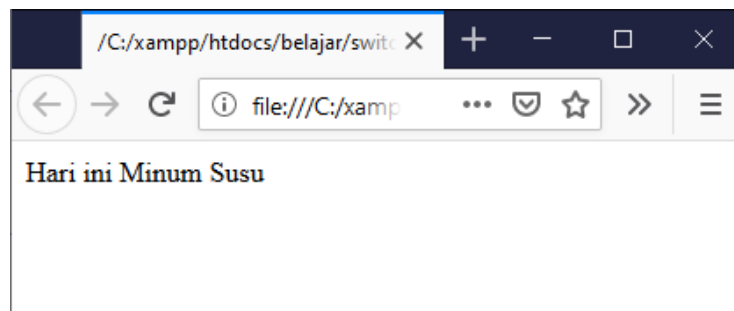 /C:/xampp/htdocs/belajar/switc
file:///C:/xamp
Hari ini Minum Susu